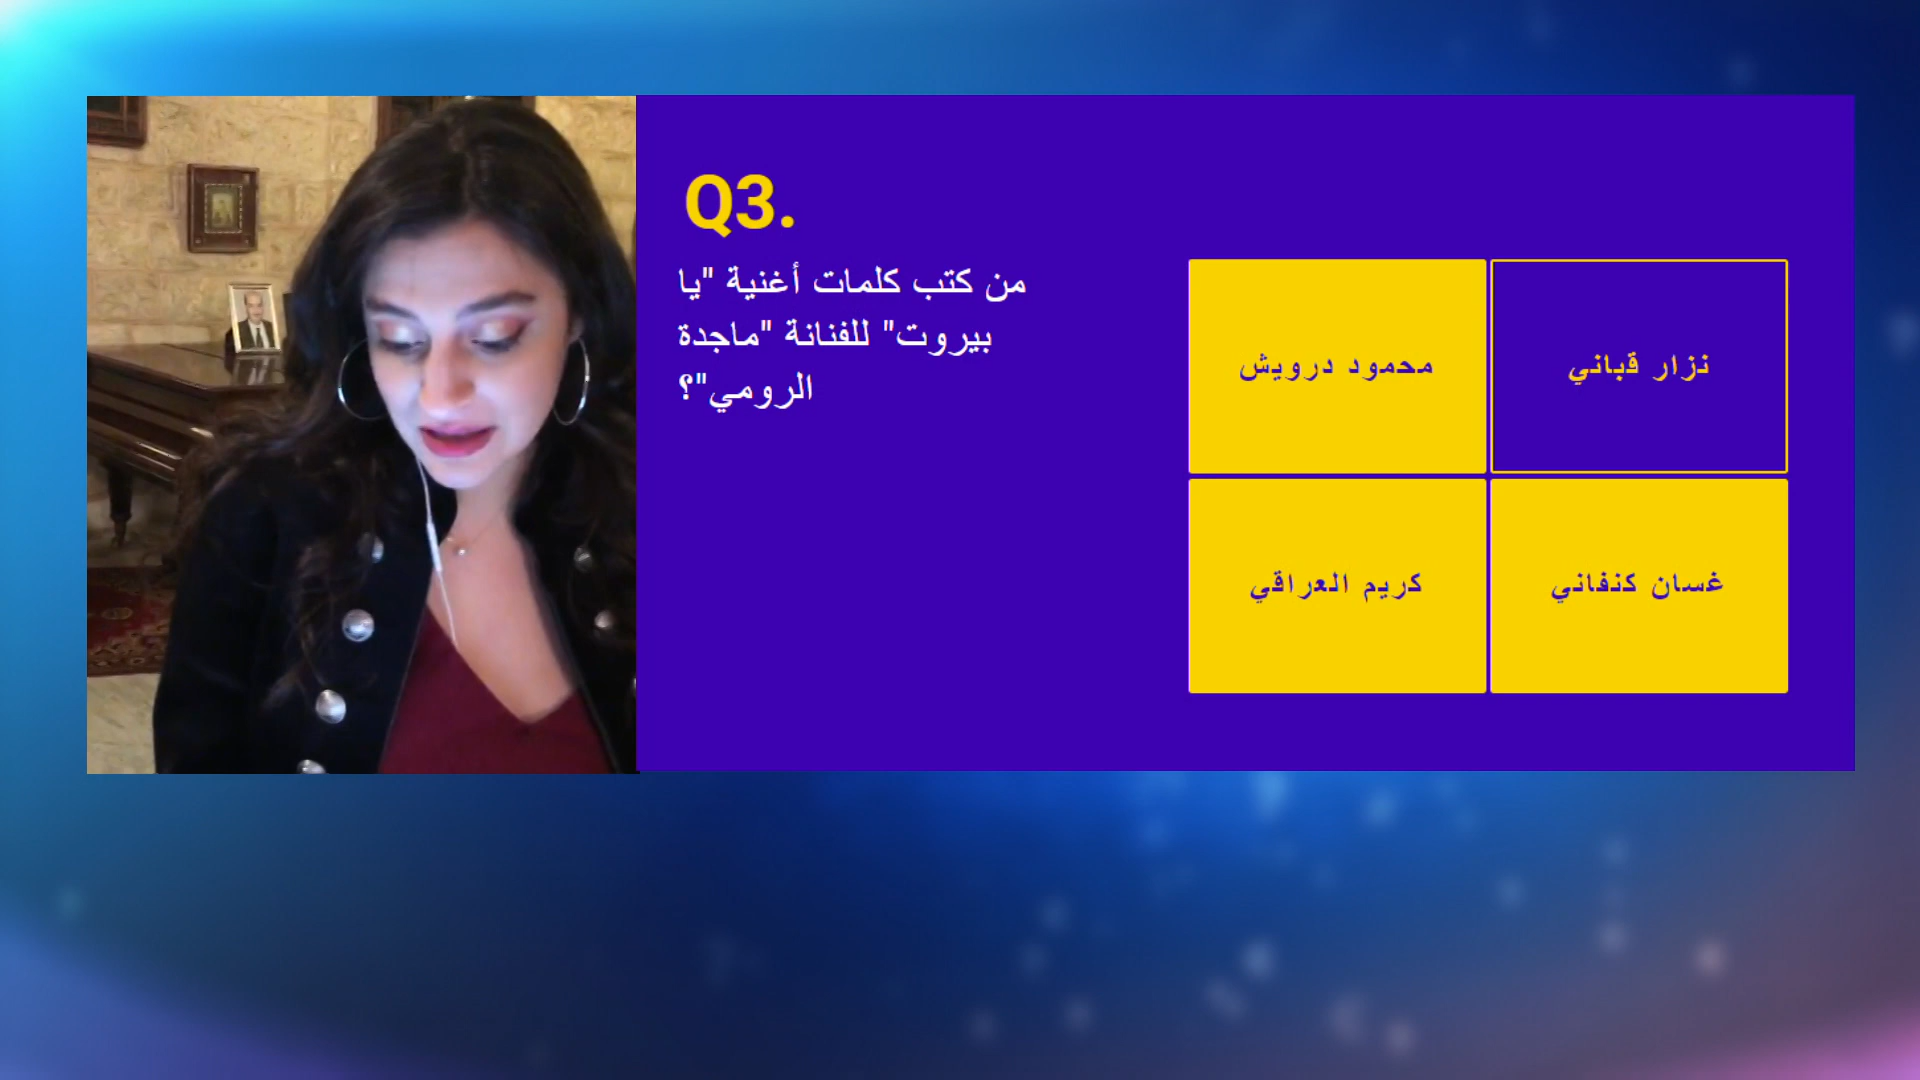 Q3.
من كتب كلمات أغنية "يا
بيروت" للفنانة "ماجدة
الرومي"؟
نزار قباني
محمود درويش
غسان كنفاني
كريم العراقي